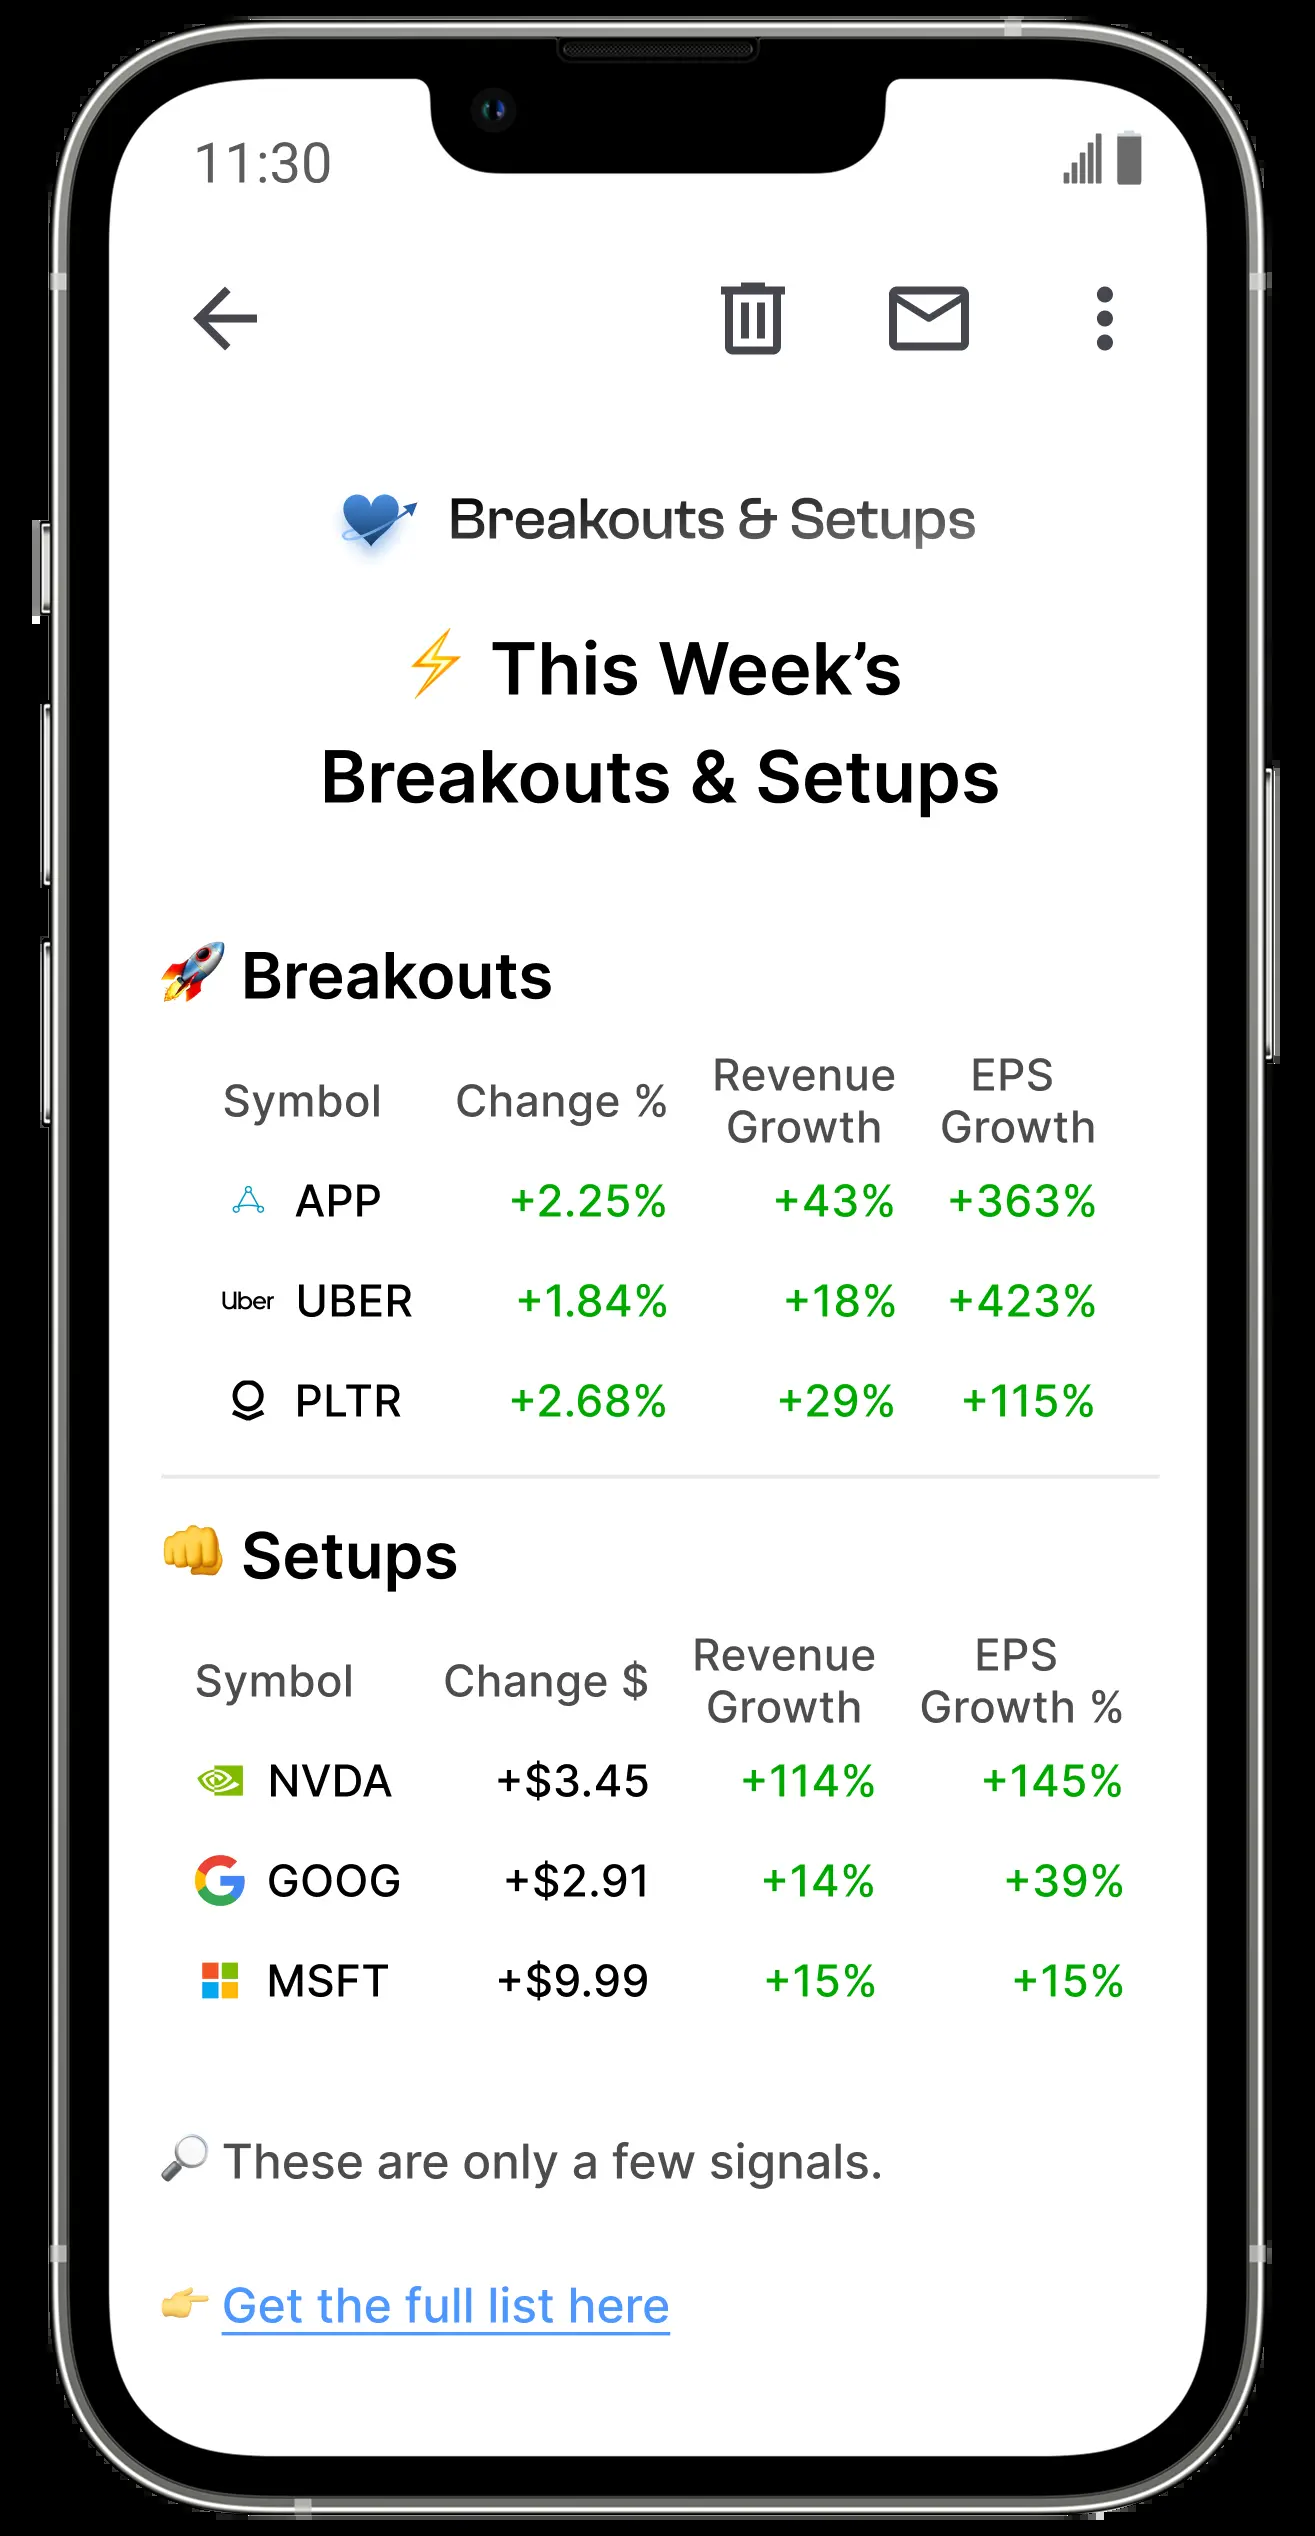 11:30
Breakouts & Setups
⚡ This Week’s
Breakouts & Setups
🚀 Breakouts
Symbol Change % Revenue Growth EPS Growth
APP +2.25% +43% +363%
Uber UBER +1.84% +18% +423%
PLTR +2.68% +29% +115%
👊 Setups
Symbol Change $ Revenue Growth EPS Growth %
NVDA +$3.45 +114% +145%
GOOG +$2.91 +14% +39%
MSFT +$9.99 +15% +15%
🔎 These are only a few signals.
👉 Get the full list here